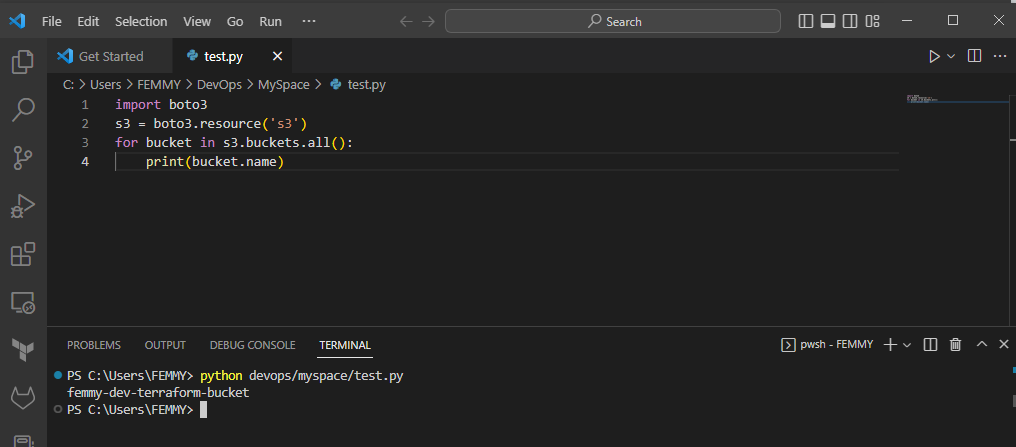 File Edit Selection View Go Run ··· Search
Get Started test.py
C: > Users > FEMMY > DevOps > MySpace > test.py
1 import boto3
2 s3 = boto3.resource('s3')
3 for bucket in s3.buckets.all():
4 print(bucket.name)
PROBLEMS OUTPUT DEBUG CONSOLE TERMINAL pwsh - FEMMY
PS C:\Users\FEMMY> python devops/myspace/test.py
femmy-dev-terraform-bucket
PS C:\Users\FEMMY>